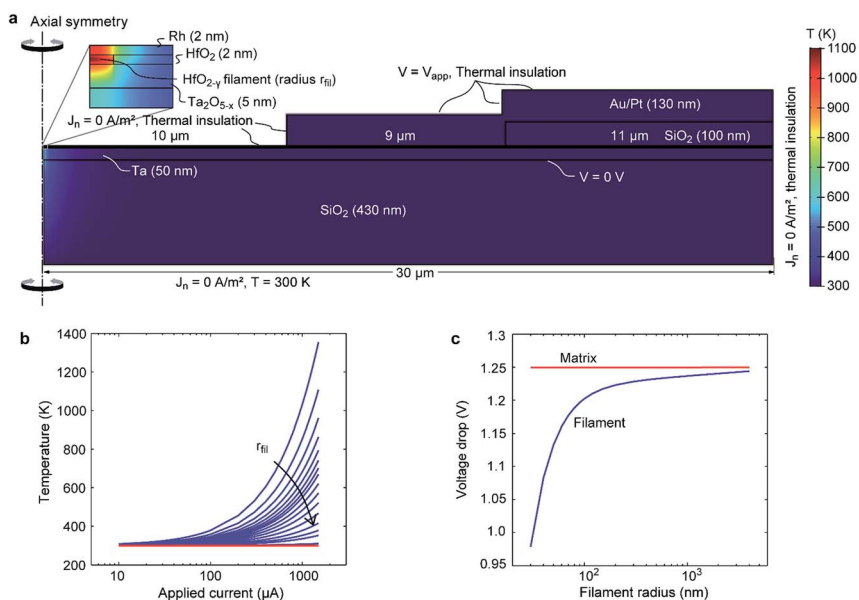 a
Axial symmetry
Rh (2 nm)
HfO₂ (2 nm)
HfO₂₋ᵧ filament (radius r_fil)
Ta₂O₅₋ₓ (5 nm)
Jₙ = 0 A/m², Thermal insulation
10 µm
V = V_app, Thermal insulation
Au/Pt (130 nm)
9 µm
11 µm
SiO₂ (100 nm)
Ta (50 nm)
V = 0 V
SiO₂ (430 nm)
30 µm
Jₙ = 0 A/m², T = 300 K
Jₙ = 0 A/m², thermal insulation
T (K)
1100
1000
900
800
700
600
500
400
300
b
1400
1200
1000
800
600
400
200
Temperature (K)
r_fil
10
100
1000
Applied current (µA)
c
1.3
1.25
1.2
1.15
1.1
1.05
1.0
0.95
Voltage drop (V)
Matrix
Filament
10²
10³
Filament radius (nm)